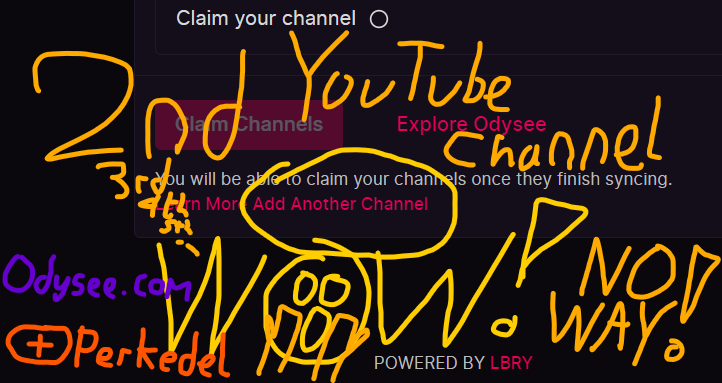 Claim your channel
2nd YouTube Channel
Claim Channels
Explore Odysee
3rd
4th
5th
You will be able to claim your channels once they finish syncing.
Learn More Add Another Channel
WOW!?
NO WAY.
Odysee.com
Perkedel
POWERED BY LBRY